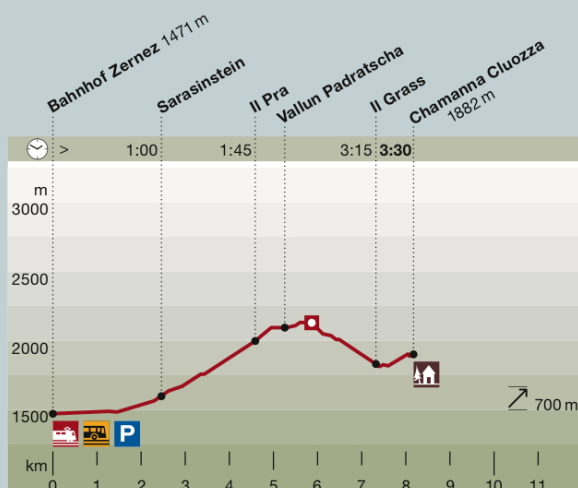 Bahnhof Zernez 1471 m
Sarasinstein
Il Pra
Vallun Padratscha
Il Grass
Chamanna Cluozza
1882 m
> 1:00 1:45 3:15 3:30
m
3000
2500
2000
1500
700 m
P
km 0 1 2 3 4 5 6 7 8 9 10 11